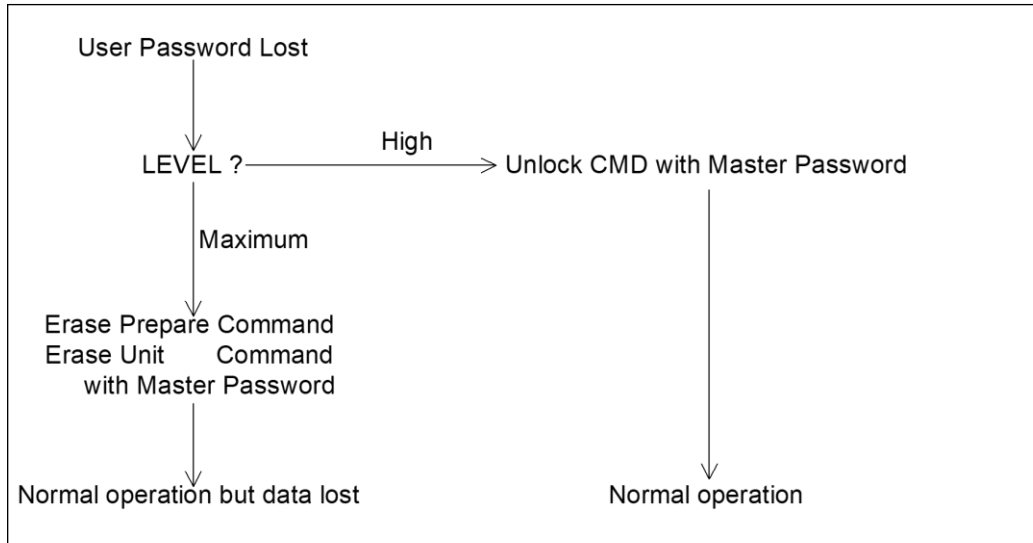 User Password Lost
High
LEVEL ?
Unlock CMD with Master Password
Maximum
Erase Prepare Command
Erase Unit Command
with Master Password
Normal operation but data lost
Normal operation